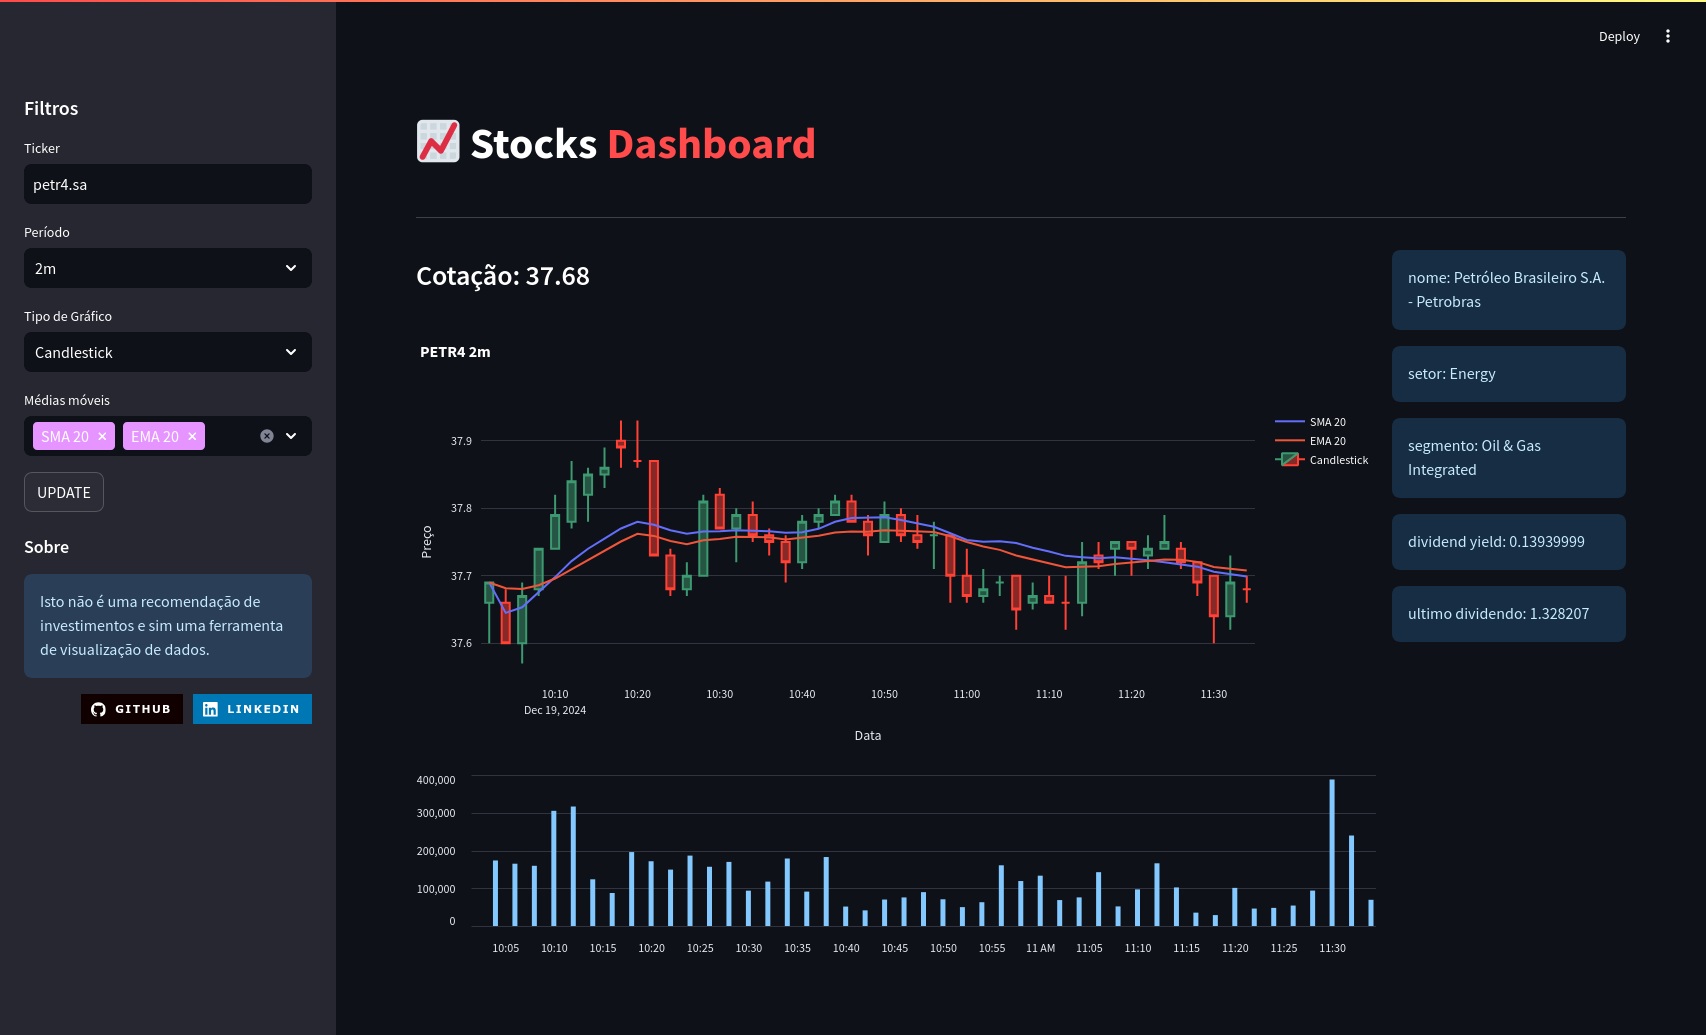 Deploy
Filtros
Ticker
petr4.sa
Período
2m
Tipo de Gráfico
Candlestick
Médias móveis
SMA 20 × EMA 20 ×
UPDATE
Sobre
Isto não é uma recomendação de
investimentos e sim uma ferramenta
de visualização de dados.
GITHUB LINKEDIN
Stocks Dashboard
Cotação: 37.68
PETR4 2m
SMA 20
EMA 20
Candlestick
Preço
37.9
37.8
37.7
37.6
10:10 10:20 10:30 10:40 10:50 11:00 11:10 11:20 11:30
Dec 19, 2024
Data
400,000
300,000
200,000
100,000
0
10:05 10:10 10:15 10:20 10:25 10:30 10:35 10:40 10:45 10:50 10:55 11 AM 11:05 11:10 11:15 11:20 11:25 11:30
nome: Petróleo Brasileiro S.A.
- Petrobras
setor: Energy
segmento: Oil & Gas
Integrated
dividend yield: 0.13939999
ultimo dividendo: 1.328207